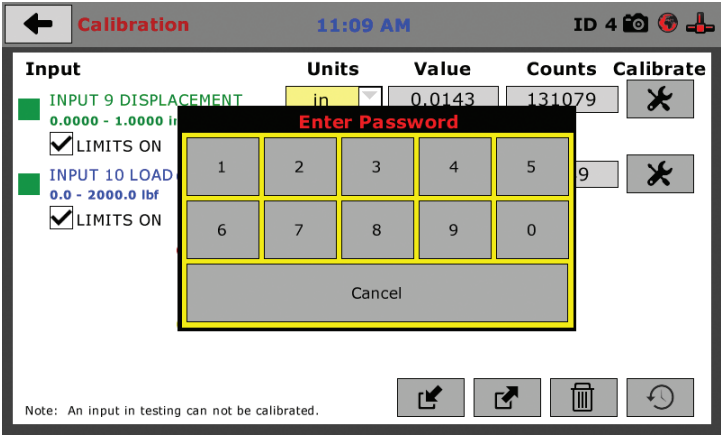 Calibration 11:09 AM ID 4
Input Units Value Counts Calibrate
INPUT 9 DISPLACEMENT in 0.0143 131079
0.0000 - 1.0000 i
LIMITS ON
Enter Password
INPUT 10 LOAD 9
0.0 - 2000.0 lbf
LIMITS ON
1 2 3 4 5
6 7 8 9 0
Cancel
Note: An input in testing can not be calibrated.